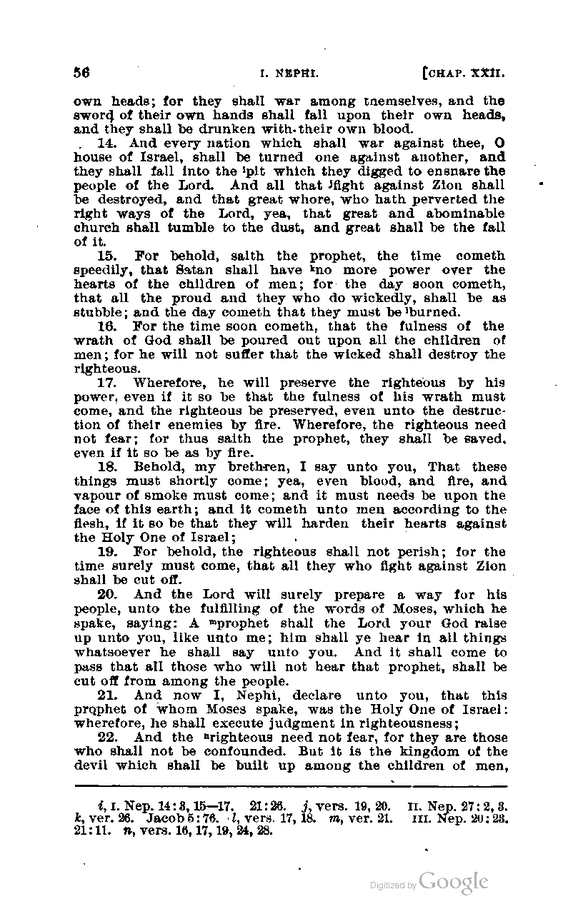 56 I. NEPHI. [CHAP. XXII.
own heads; for they shall war among themselves, and the
sword of their own hands shall fall upon their own heads,
and they shall be drunken with their own blood.
14. And every nation which shall war against thee, O
house of Israel, shall be turned one against another, and
they shall fall into the ⁱpit which they digged to ensnare the
people of the Lord. And all that ʲfight against Zion shall
be destroyed, and that great whore, who hath perverted the
right ways of the Lord, yea, that great and abominable
church shall tumble to the dust, and great shall be the fall
of it.
15. For behold, saith the prophet, the time cometh
speedily, that Satan shall have ᵏno more power over the
hearts of the children of men; for the day soon cometh,
that all the proud and they who do wickedly, shall be as
stubble; and the day cometh that they must be ˡburned.
16. For the time soon cometh, that the fulness of the
wrath of God shall be poured out upon all the children of
men; for he will not suffer that the wicked shall destroy the
righteous.
17. Wherefore, he will preserve the righteous by his
power, even if it so be that the fulness of his wrath must
come, and the righteous be preserved, even unto the destruc-
tion of their enemies by fire. Wherefore, the righteous need
not fear; for thus saith the prophet, they shall be saved,
even if it so be as by fire.
18. Behold, my brethren, I say unto you, That these
things must shortly come; yea, even blood, and fire, and
vapour of smoke must come; and it must needs be upon the
face of this earth; and it cometh unto men according to the
flesh, if it so be that they will harden their hearts against
the Holy One of Israel;
19. For behold, the righteous shall not perish; for the
time surely must come, that all they who fight against Zion
shall be cut off.
20. And the Lord will surely prepare a way for his
people, unto the fulfilling of the words of Moses, which he
spake, saying: A ᵐprophet shall the Lord your God raise
up unto you, like unto me; him shall ye hear in all things
whatsoever he shall say unto you. And it shall come to
pass that all those who will not hear that prophet, shall be
cut off from among the people.
21. And now I, Nephi, declare unto you, that this
prophet of whom Moses spake, was the Holy One of Israel:
wherefore, he shall execute judgment in righteousness;
22. And the ⁿrighteous need not fear, for they are those
who shall not be confounded. But it is the kingdom of the
devil which shall be built up among the children of men,
i, I. Nep. 14:3, 15—17. 21:26. j, vers. 19, 20. II. Nep. 27:2, 3.
k, ver. 26. Jacob 5:76. l, vers. 17, 18. m, ver. 21. III. Nep. 20:23.
21:11. n, vers. 16, 17, 19, 24, 28.
Digitized by Google